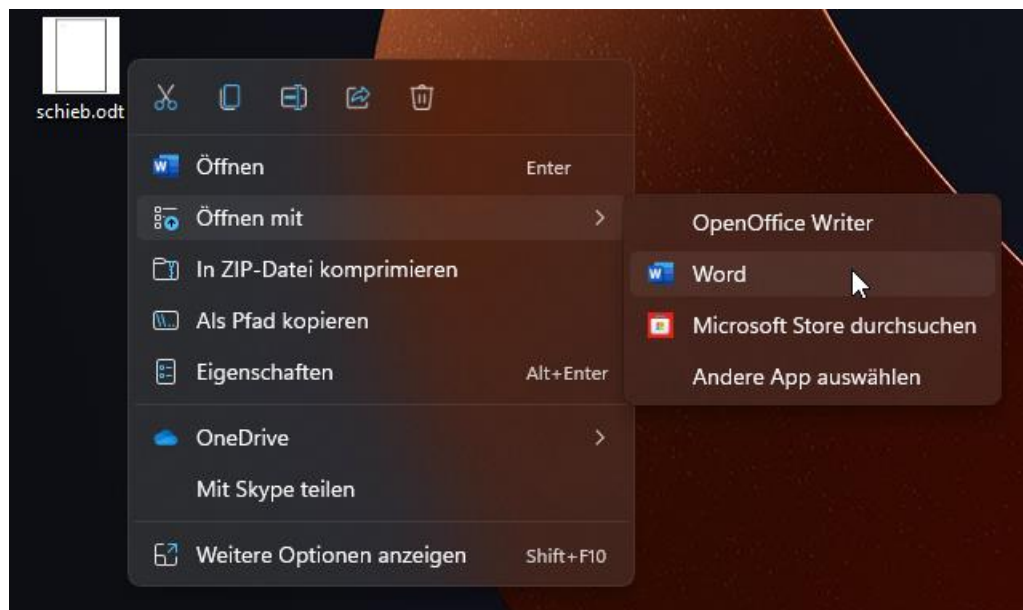 schieb.odt
Öffnen Enter
Öffnen mit
In ZIP-Datei komprimieren
Als Pfad kopieren
Eigenschaften Alt+Enter
OneDrive
Mit Skype teilen
Weitere Optionen anzeigen Shift+F10
OpenOffice Writer
Word
Microsoft Store durchsuchen
Andere App auswählen